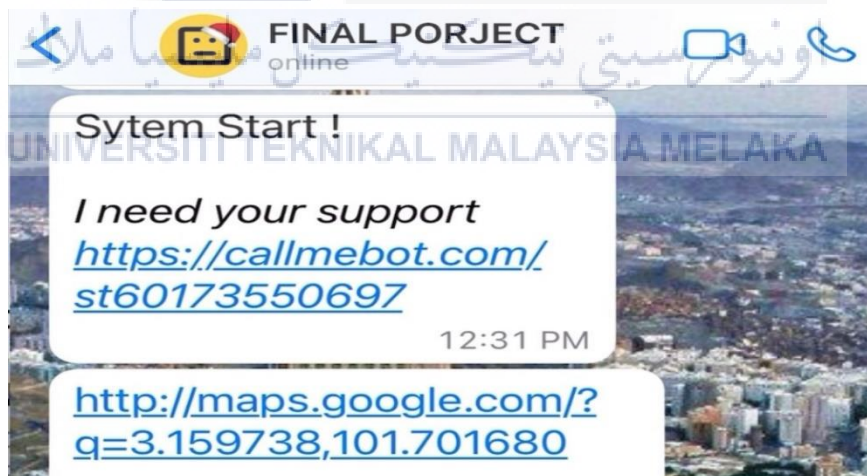 FINAL PORJECT
online
اونيورسيتي تيكنيكل مليسيا ملاك
UNIVERSITI TEKNIKAL MALAYSIA MELAKA
Sytem Start !
I need your support
https://callmebot.com/
st60173550697
12:31 PM
http://maps.google.com/?
q=3.159738,101.701680